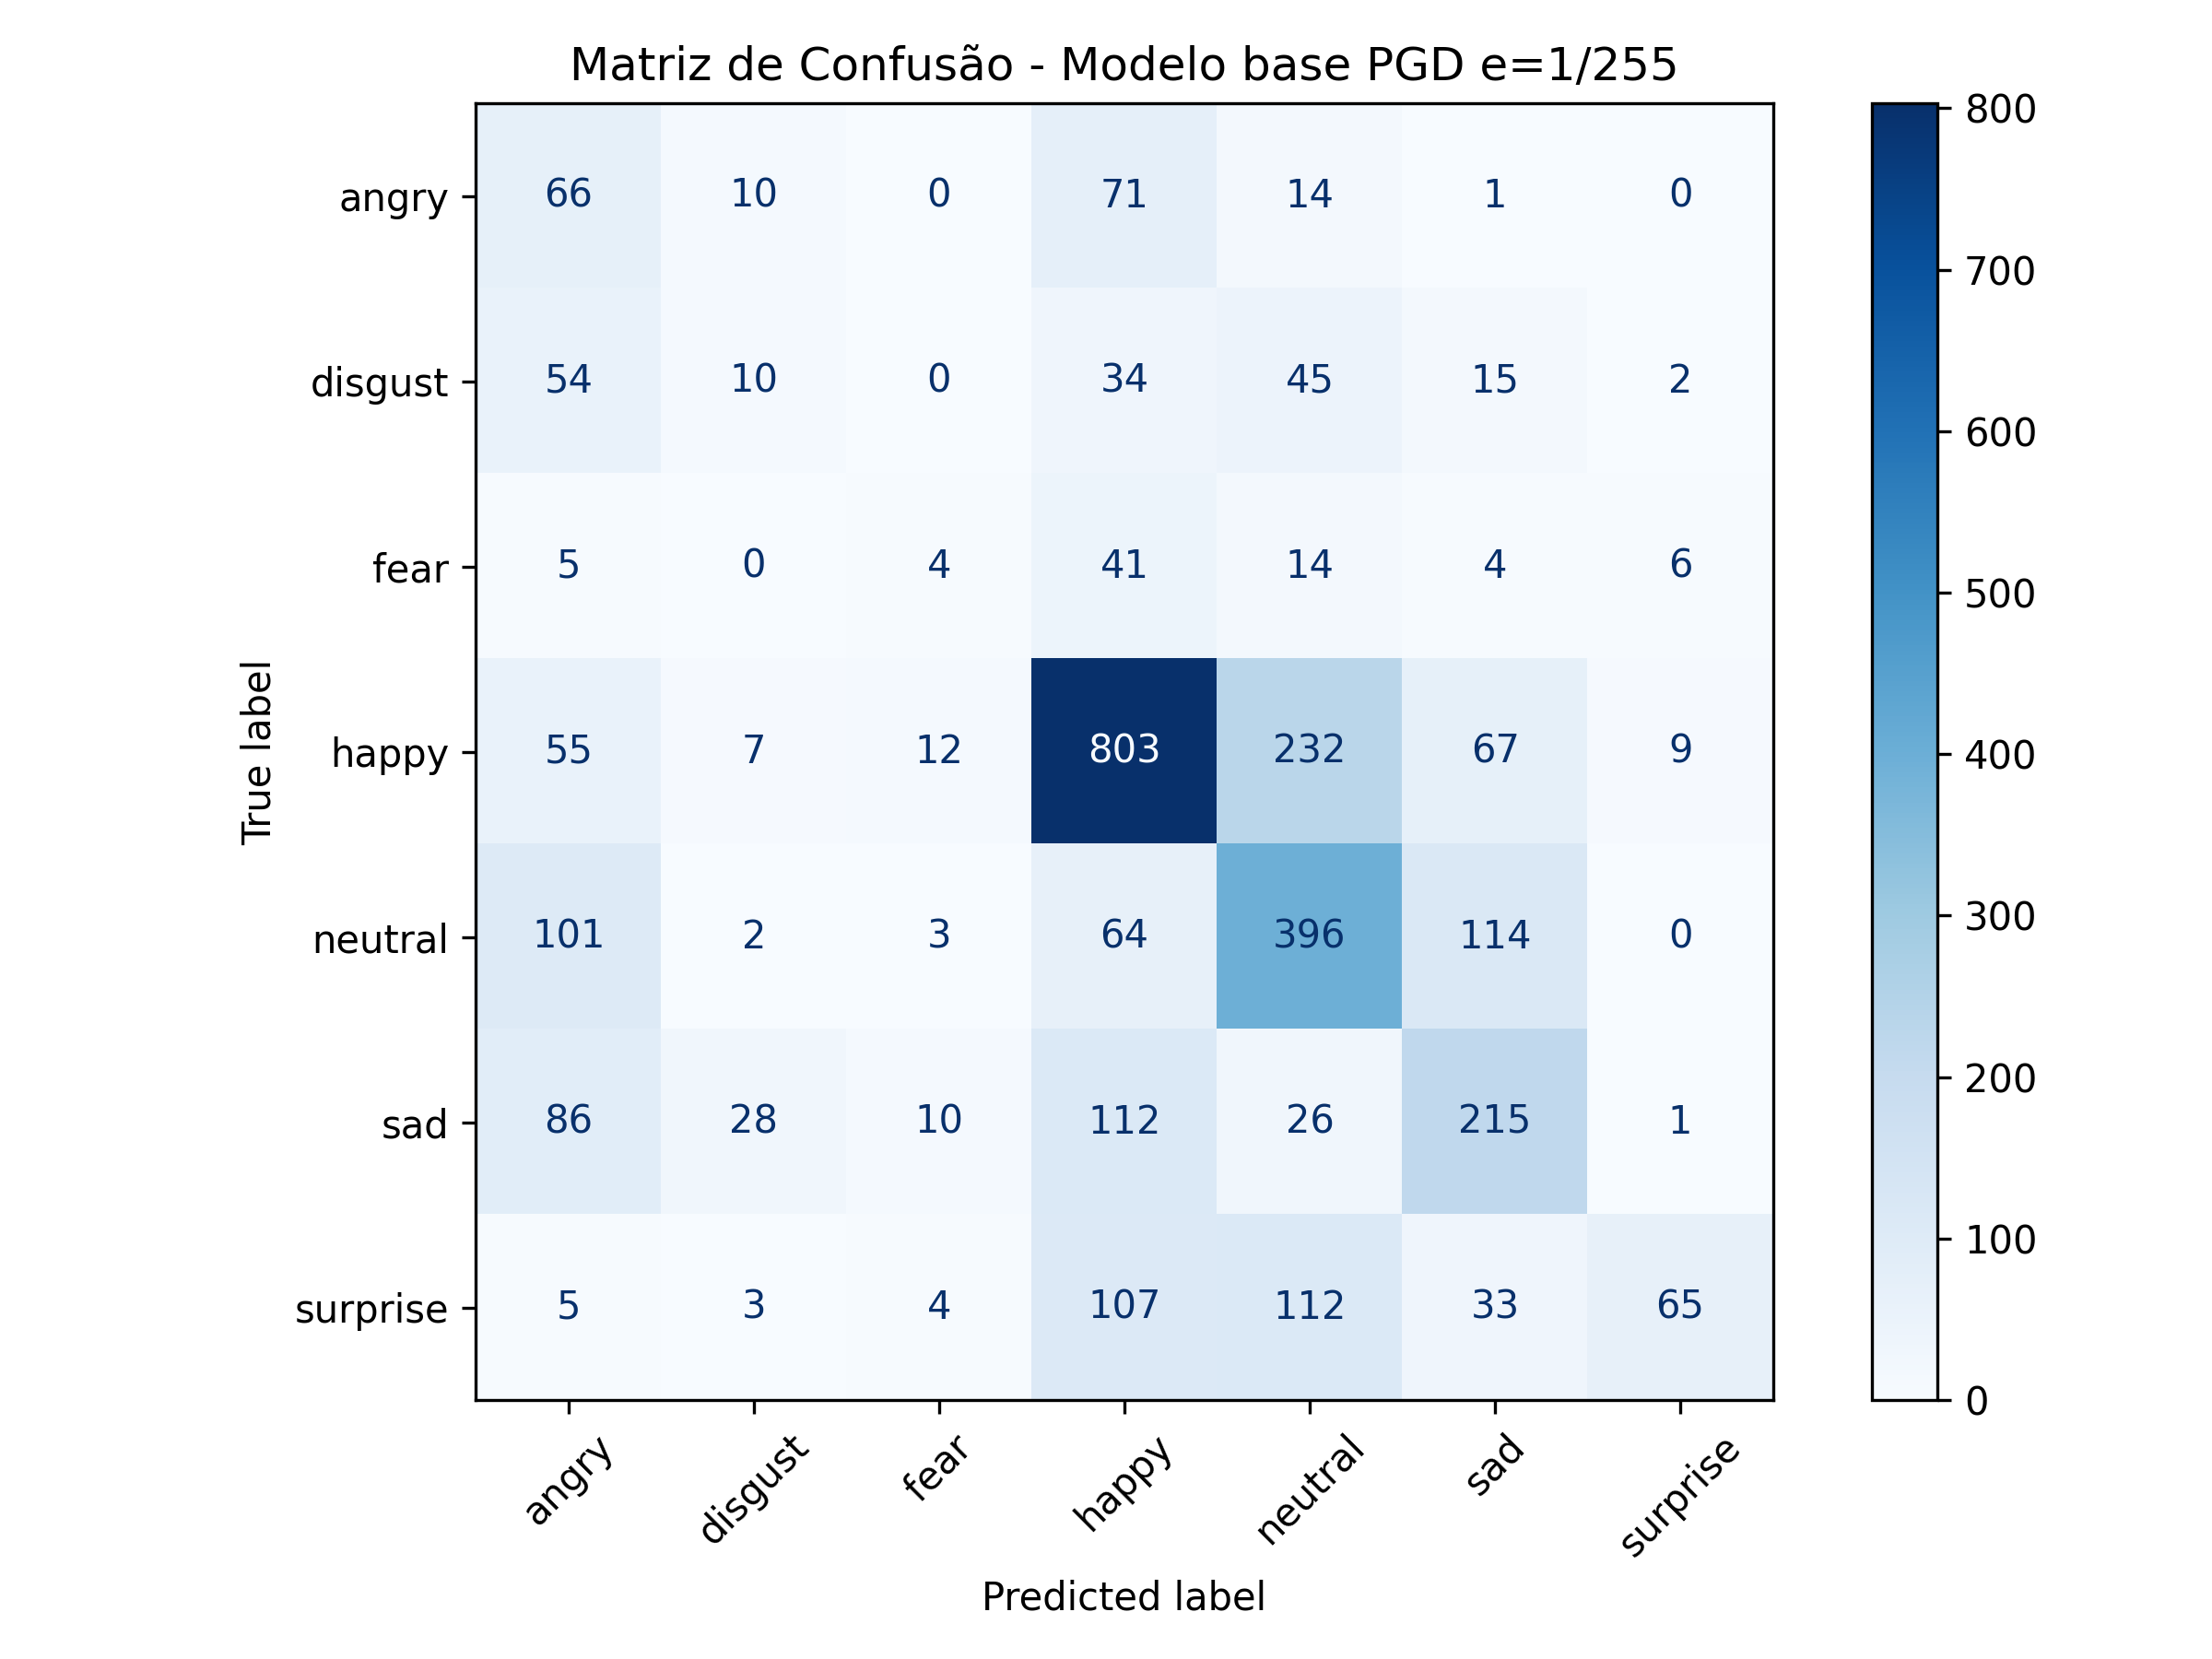 Matriz de Confusão - Modelo base PGD e=1/255
True label
angry 66 10 0 71 14 1 0
disgust 54 10 0 34 45 15 2
fear 5 0 4 41 14 4 6
happy 55 7 12 803 232 67 9
neutral 101 2 3 64 396 114 0
sad 86 28 10 112 26 215 1
surprise 5 3 4 107 112 33 65
angry disgust fear happy neutral sad surprise
Predicted label
800
700
600
500
400
300
200
100
0